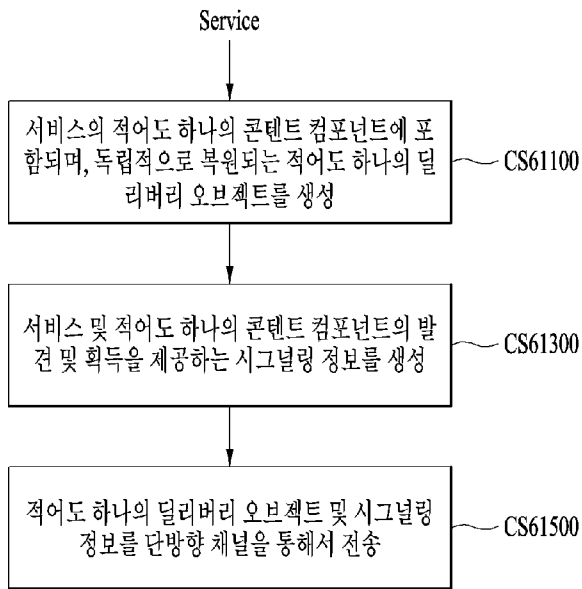 Service
서비스의 적어도 하나의 콘텐트 컴포넌트에 포
함되며, 독립적으로 복원되는 적어도 하나의 딜
리버리 오브젝트를 생성
CS61100
서비스 및 적어도 하나의 콘텐트 컴포넌트의 발
견 및 획득을 제공하는 시그널링 정보를 생성
CS61300
적어도 하나의 딜리버리 오브젝트 및 시그널링
정보를 단방향 채널을 통해서 전송
CS61500